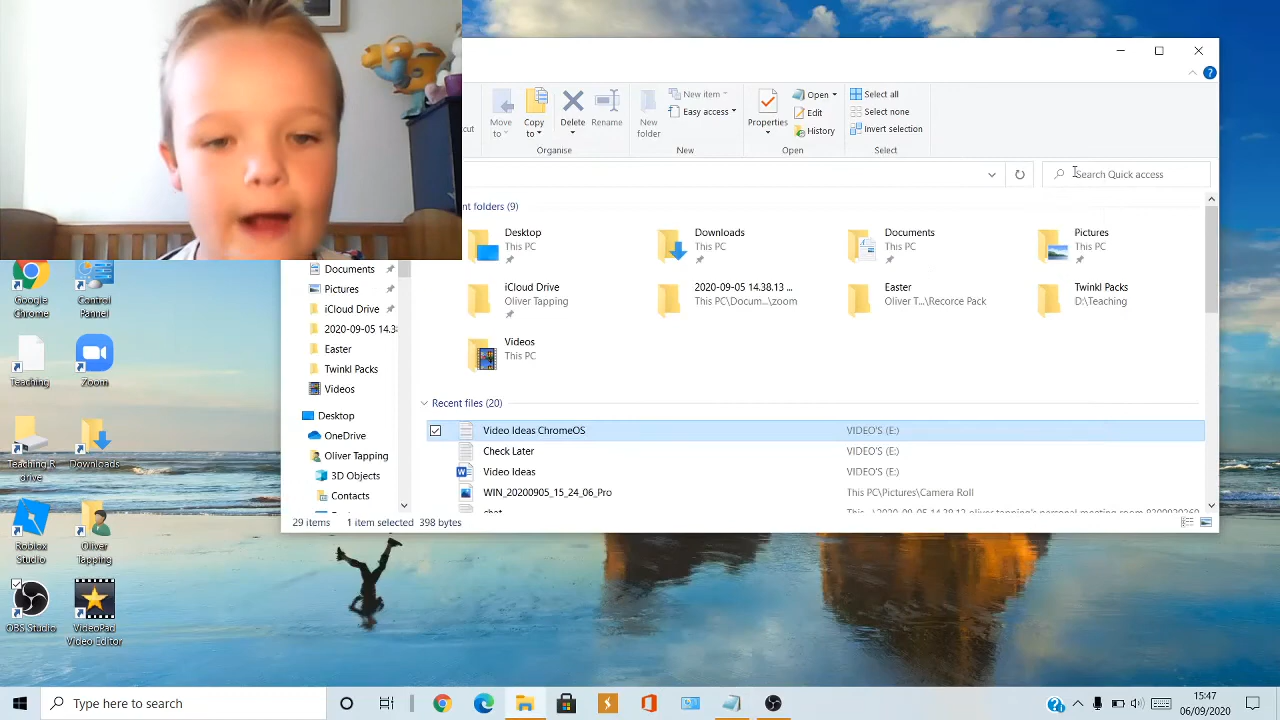 New item
Open
Select all
Easy access
Edit
Select none
Move
to
Copy
to
Delete
Rename
New
folder
Properties
History
Invert selection
cut
Organise
New
Open
Select
Search Quick access
nt folders (9)
Desktop
This PC
Downloads
This PC
Documents
This PC
Pictures
This PC
iCloud Drive
Oliver Tapping
2020-09-05 14.38.13 ...
This PC\Docum...\zoom
Easter
Oliver T...\Recorce Pack
Twinkl Packs
D:\Teaching
Videos
This PC
Recent files (20)
Video Ideas ChromeOS
VIDEO'S (E:)
Check Later
VIDEO'S (E:)
Video Ideas
VIDEO'S (E:)
WIN_20200905_15_24_06_Pro
This PC\Pictures\Camera Roll
29 items
1 item selected
398 bytes
Documents
Pictures
iCloud Drive
2020-09-05 14.3
Easter
Twinkl Packs
Videos
Desktop
OneDrive
Oliver Tapping
3D Objects
Contacts
Google
Chrome
Control
Pannel
Teaching
Zoom
Teaching R
drive
Downloads
Roblox
Studio
Oliver
Tapping
OBS Studio
VideoPad
Video Editor
Type here to search
15:47
06/09/2020